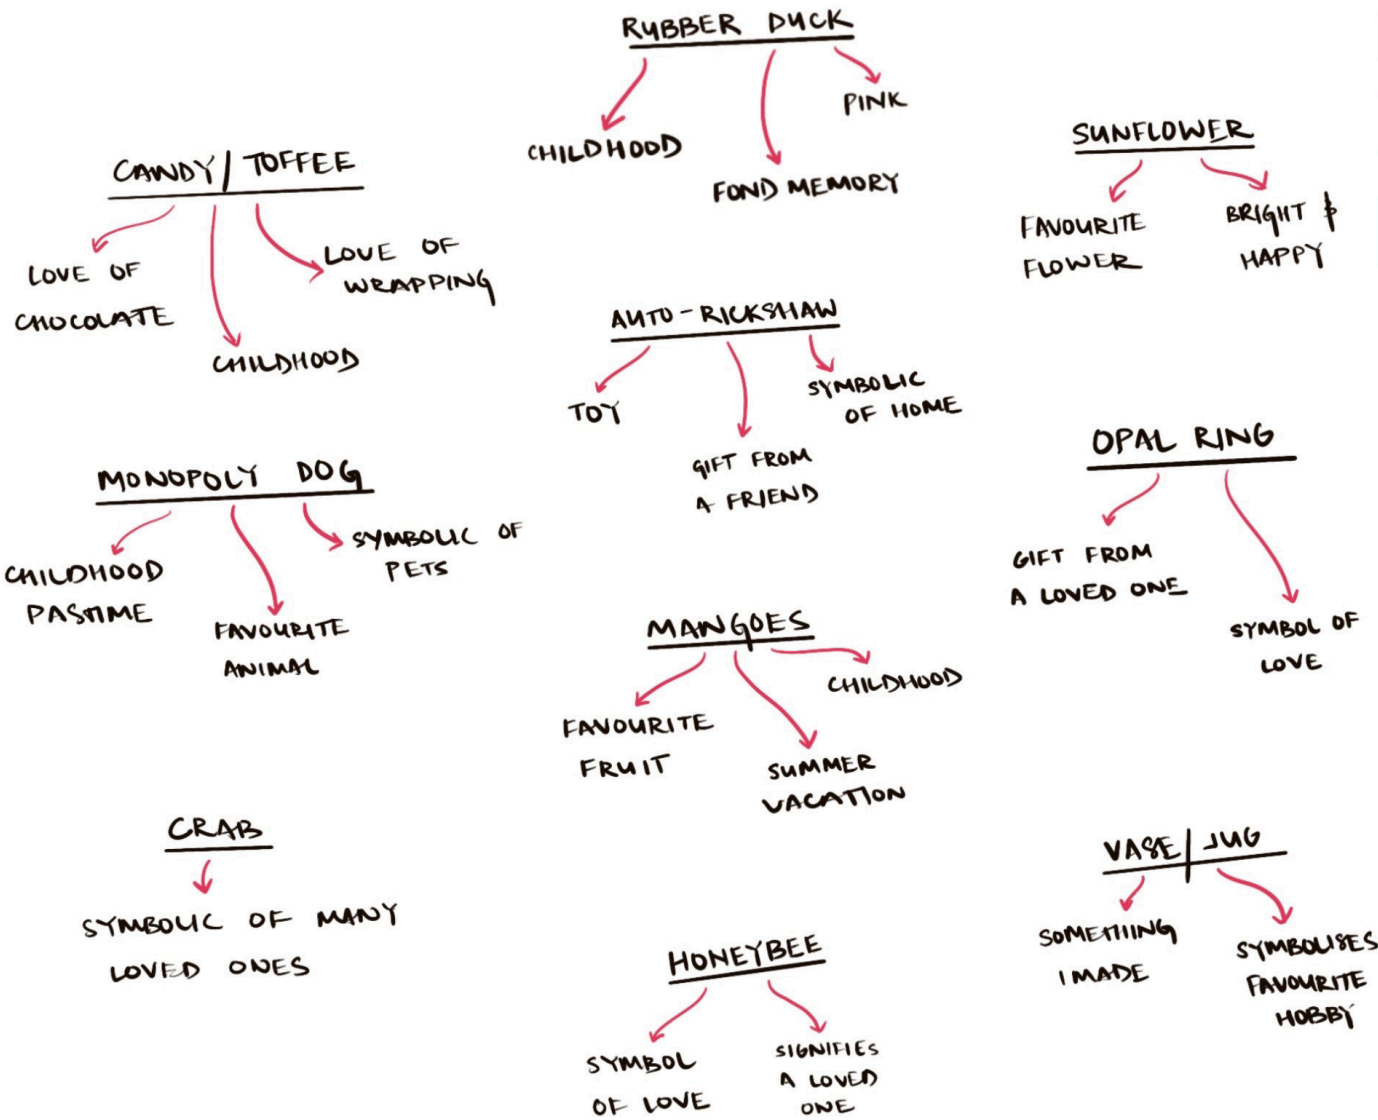 RUBBER DUCK
CHILDHOOD
FOND MEMORY
PINK
CANDY/TOFFEE
LOVE OF
CHOCOLATE
CHILDHOOD
LOVE OF
WRAPPING
SUNFLOWER
FAVOURITE
FLOWER
BRIGHT &
HAPPY
AUTO-RICKSHAW
TOY
GIFT FROM
A FRIEND
SYMBOLIC
OF HOME
MONOPOLY DOG
CHILDHOOD
PASTIME
FAVOURITE
ANIMAL
SYMBOLIC OF
PETS
OPAL RING
GIFT FROM
A LOVED ONE
SYMBOL OF
LOVE
MANGOES
FAVOURITE
FRUIT
SUMMER
VACATION
CHILDHOOD
CRAB
SYMBOLIC OF MANY
LOVED ONES
VASE/JUG
SOMETHING
I MADE
SYMBOLISES
FAVOURITE
HOBBY
HONEYBEE
SYMBOL
OF LOVE
SIGNIFIES
A LOVED
ONE